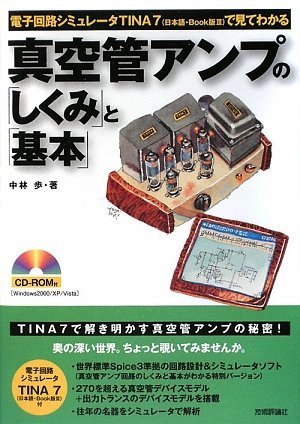 電子回路シミュレータTINA7(日本語・Book版Ⅲ)で見てわかる
真空管アンプの
「しくみ」と
「基本」
中林 歩・著
CD-ROM付
[Windows2000/XP/Vista]
TINA7で解き明かす真空管アンプの秘密!
奥の深い世界。ちょっと覗いてみませんか。
電子回路
シミュレータ
TINA 7
(日本語・Book版Ⅲ)
付
・世界標準Spice3準拠の回路設計&シミュレータソフト
(真空管アンプ回路のしくみと基本がわかる特別バージョン)
・270を超える真空管デバイスモデル
+出力トランスのデバイスモデルを搭載
・往年の名器をシミュレータで解析
技術評論社